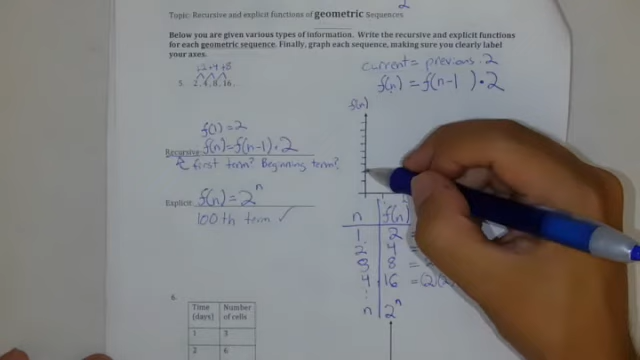 2
Topic: Recursive and explicit functions of geometric Sequences
Below you are given various types of information. Write the recursive and explicit functions
for each geometric sequence. Finally, graph each sequence, making sure you clearly label
your axes.
+2 +4 +8
5. 2, 4, 8, 16,
current = previous · 2
f(n) = f(n-1) · 2
f(n)
f(1) = 2
Recursive: f(n) = f(n-1) · 2
first term? Beginning term?
Explicit: f(n) = 2^n
100th term ✓
n f(n)
1 2 =
2 4 =
3 8 =
4 16 =
n 2^n
6.
Time (days) Number of cells
1 3
2 6